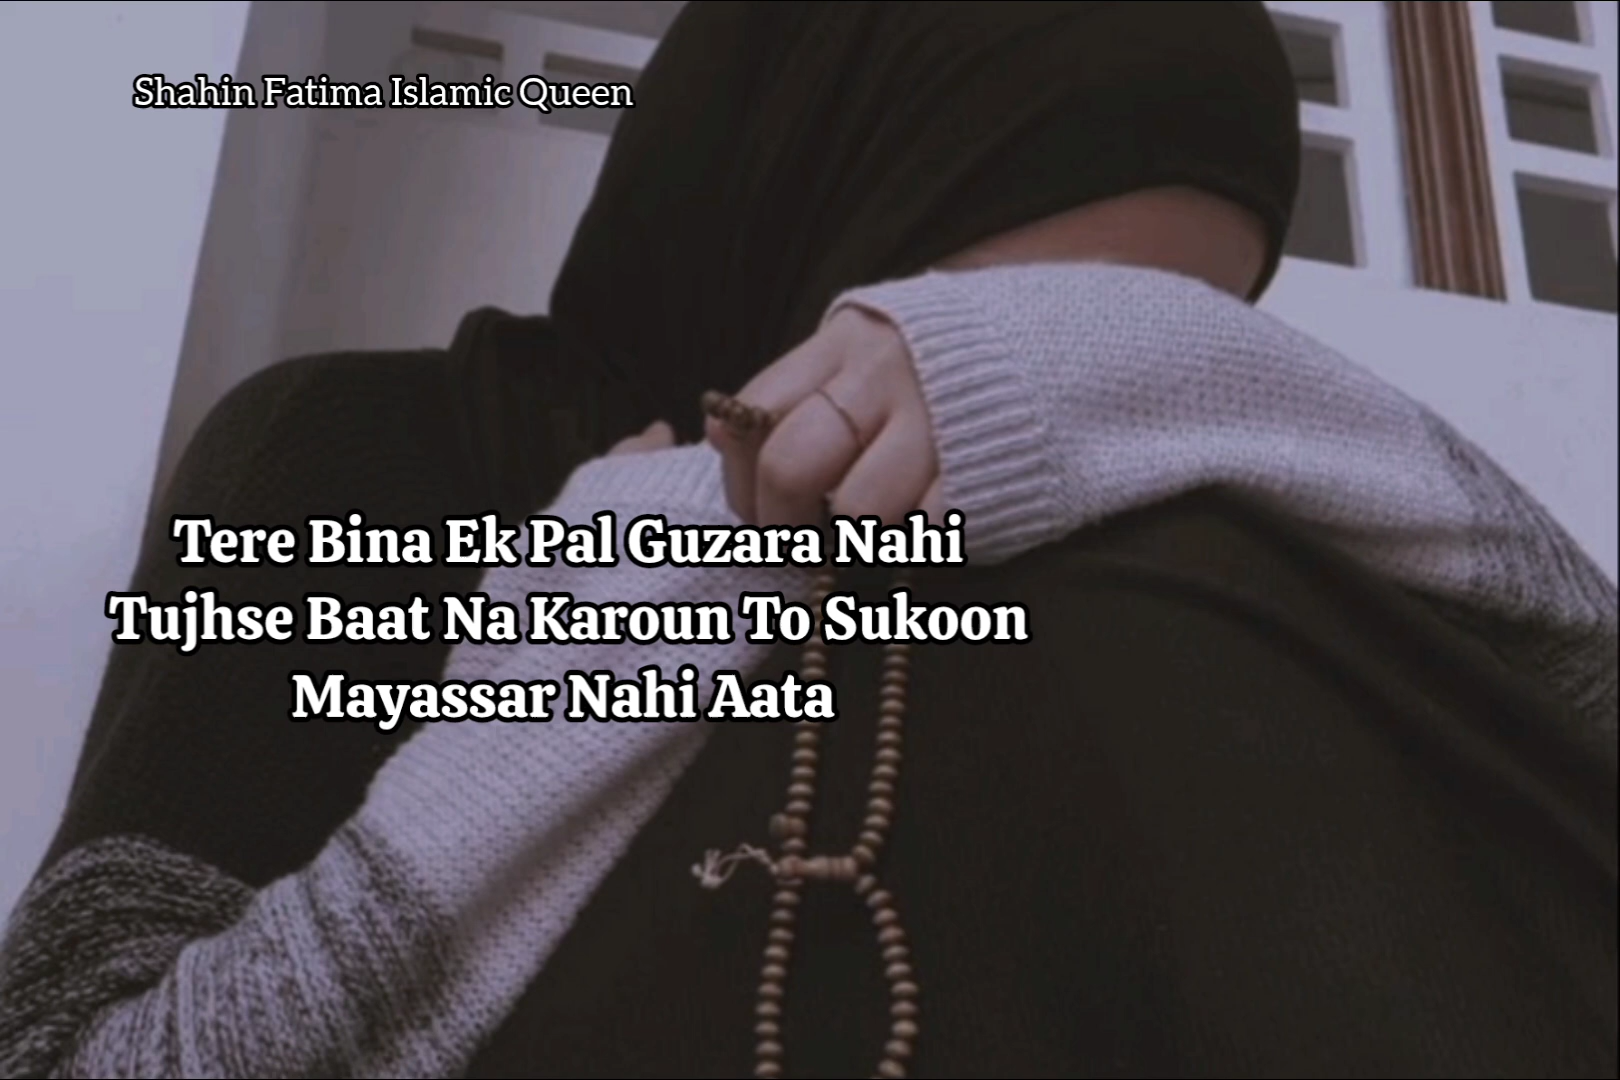 Shahin Fatima Islamic Queen
Tere Bina Ek Pal Guzara Nahi
Tujhse Baat Na Karoun To Sukoon
Mayassar Nahi Aata